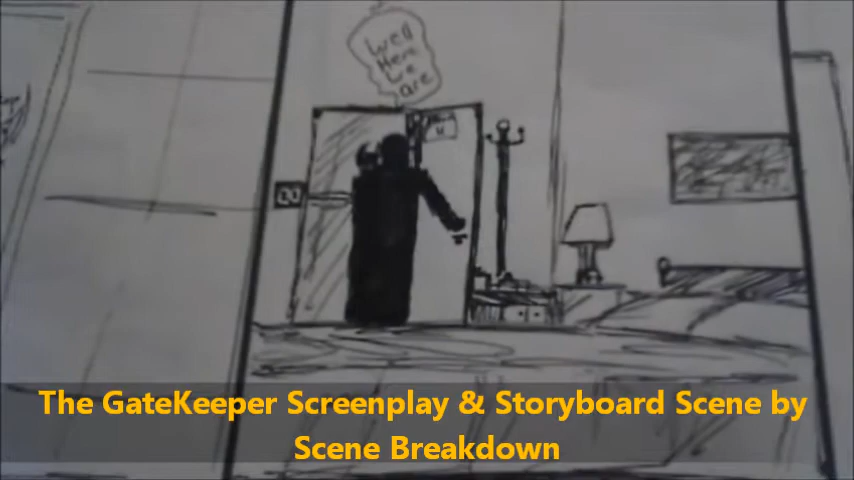 Well
Here
we
are
The GateKeeper Screenplay & Storyboard Scene by
Scene Breakdown